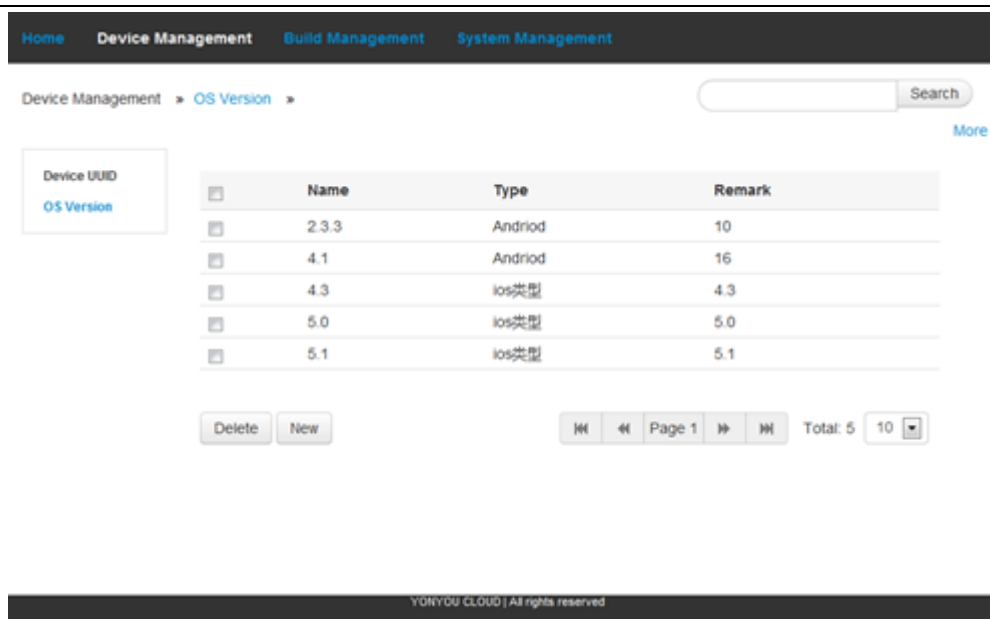 Home Device Management Build Management System Management
Device Management » OS Version »
Search
More
Device UUID
OS Version
Name Type Remark
2.3.3 Andriod 10
4.1 Andriod 16
4.3 ios类型 4.3
5.0 ios类型 5.0
5.1 ios类型 5.1
Delete New Page 1 Total: 5 10
YONYOU CLOUD | All rights reserved